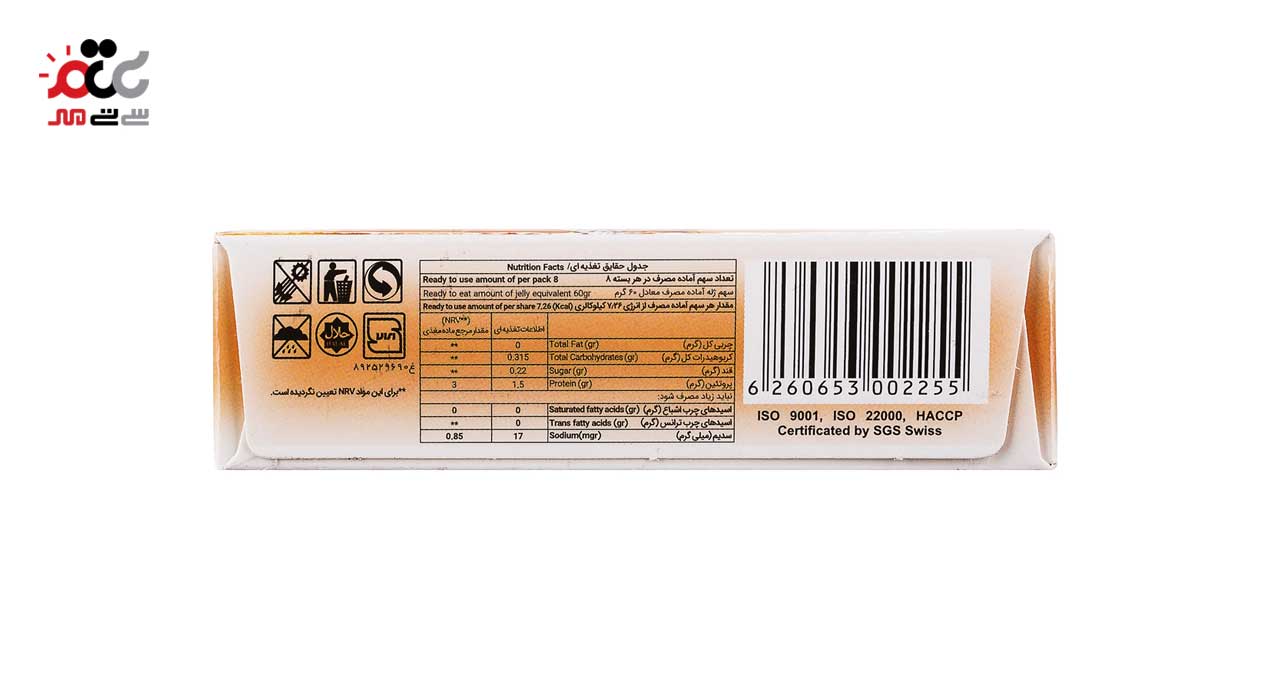 سی تی مر
جدول حقایق تغذیه ای/ Nutrition Facts
تعداد سهم آماده مصرف در هر بسته ۸ Ready to use amount of per pack 8
سهم ژله آماده مصرف معادل ۶۰ گرم Ready to eat amount of jelly equivalent 60gr
مقدار هر سهم آماده مصرف از انرژی ۷/۲۶ کیلوکالری Ready to use amount of per share 7.26 (Kcal)
اطلاعات تغذیه ای (NRV**) مقدار مرجع ماده مغذی
چربی کل (گرم) Total Fat (gr) 0 **
کربوهیدرات کل (گرم) Total Carbohydrates (gr) 0.315 **
قند (گرم) Sugar (gr) 0.22 **
پروتئین (گرم) Protein (gr) 1.5 3
نباید زیاد مصرف شود:
اسیدهای چرب اشباع (گرم) Saturated fatty acids (gr) 0 0
اسیدهای چرب ترانس (گرم) Trans fatty acids (gr) 0 **
سدیم (میلی گرم) Sodium(mgr) 17 0.85
حلال
HALAL
غ ۸۹۲۵۲۹۶۹۰
**برای این مواد NRV تعیین نگردیده است.
6 260653 002255
ISO 9001, ISO 22000, HACCP
Certificated by SGS Swiss